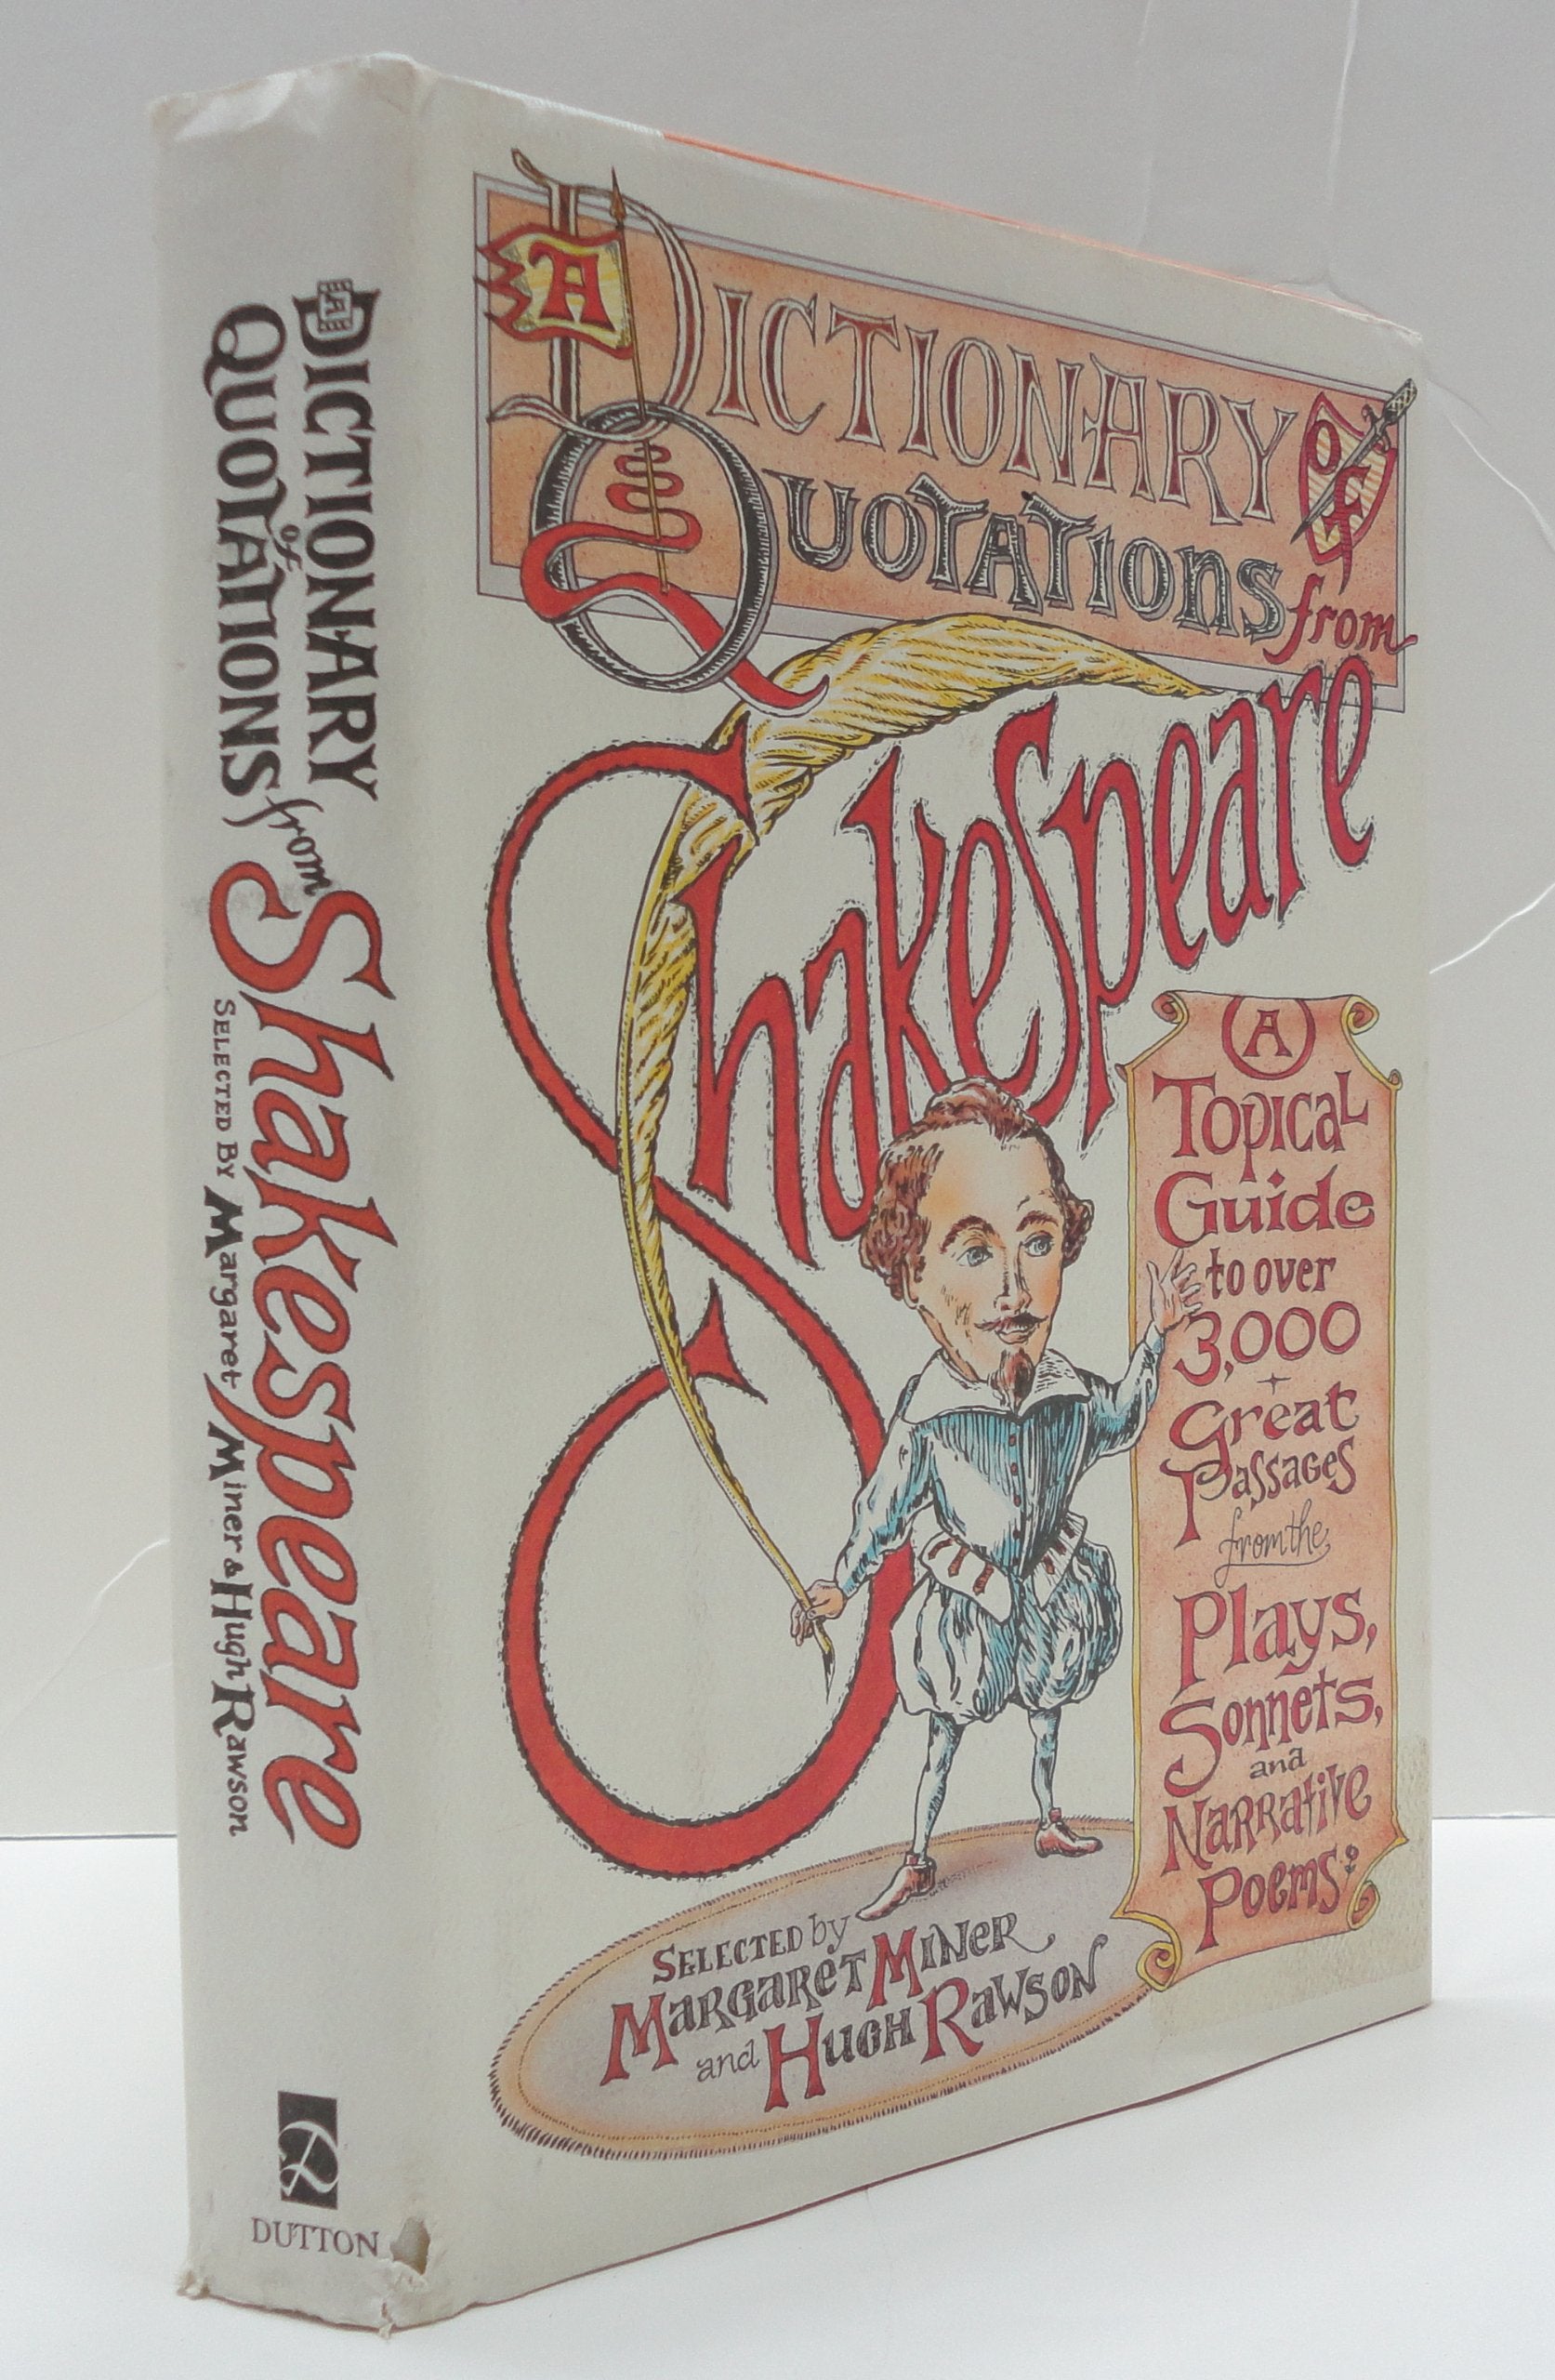 A DICTIONARY
of
QUOTATIONS from
Shakespeare
SELECTED BY Margaret Miner & Hugh Rawson
DUTTON
A DICTIONARY OF
QUOTATIONS from
Shakespeare
(A)
Topical
Guide
to over
3,000
Great
Passages
from the
Plays,
Sonnets,
and
Narrative
Poems
SELECTED by
MARGARET MINER
and HUGH RAWSON